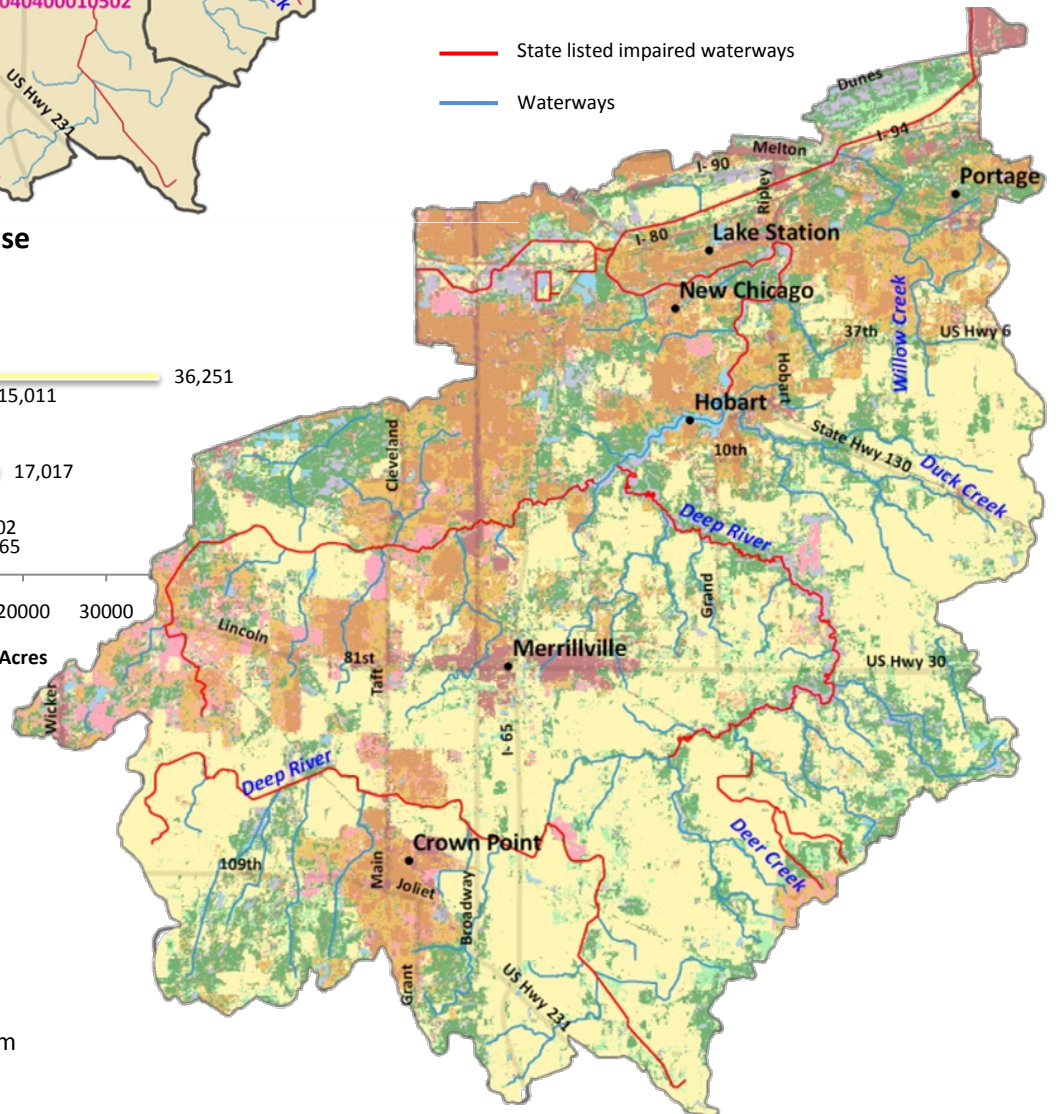 040400010502
US Hwy 231
State listed impaired waterways
Waterways
se
36,251
15,011
17,017
02
65
20000 30000
Acres
m
Dunes
I- 94
Melton
I- 90
Ripley
Portage
I- 80
Lake Station
New Chicago
37th
Willow Creek
US Hwy 6
Hobart
Hobart
10th
State Hwy 130
Duck Creek
Cleveland
Deep River
Grand
Lincoln
81st
Taft
Merrillville
US Hwy 30
Wicker
I- 65
Deep River
Crown Point
Deer Creek
109th
Main
Joliet
Broadway
Grant
US Hwy 231